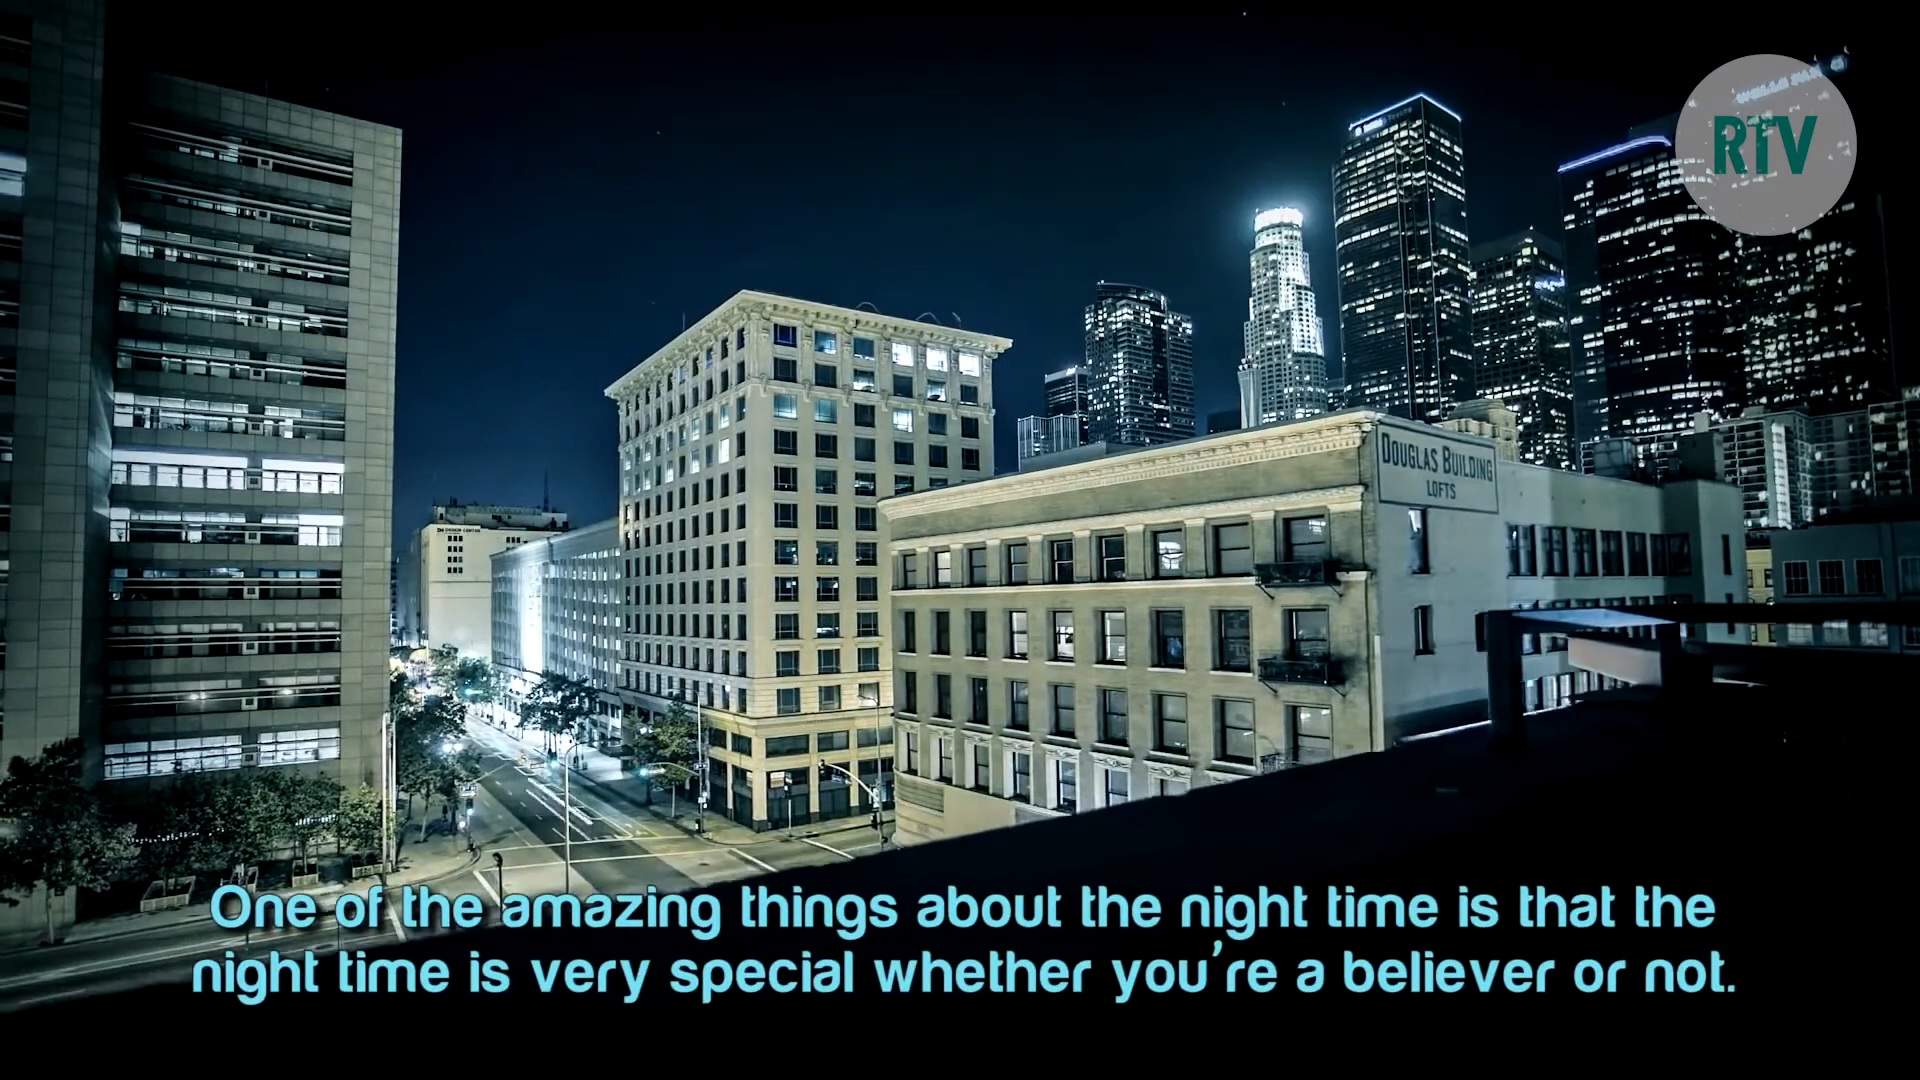 RTV
DOUGLAS BUILDING
LOFTS
One of the amazing things about the night time is that the
night time is very special whether you're a believer or not.